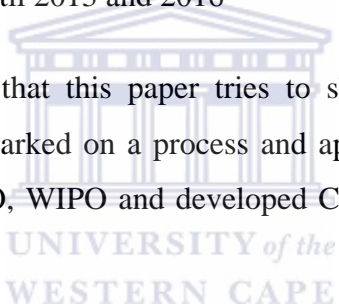 th 2015 and 2016
that this paper tries to s
arked on a process and ap
O, WIPO and developed C
UNIVERSITY of the
WESTERN CAPE